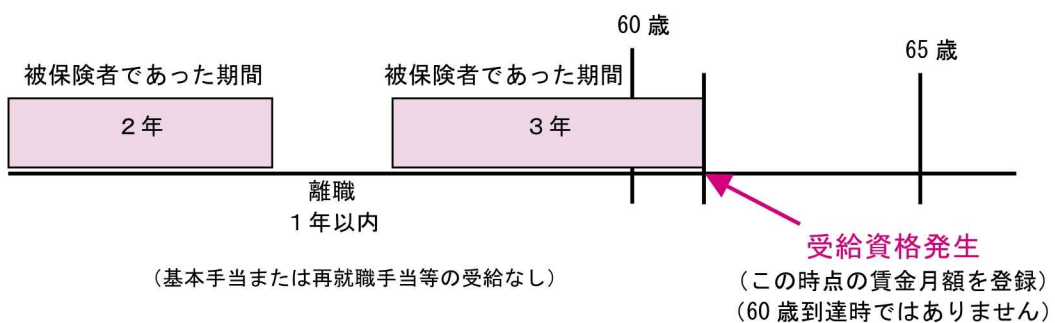 60 歳
65 歳
被保険者であった期間
被保険者であった期間
２年
３年
離職
１年以内
受給資格発生
（基本手当または再就職手当等の受給なし）
（この時点の賃金月額を登録）
（60 歳到達時ではありません）